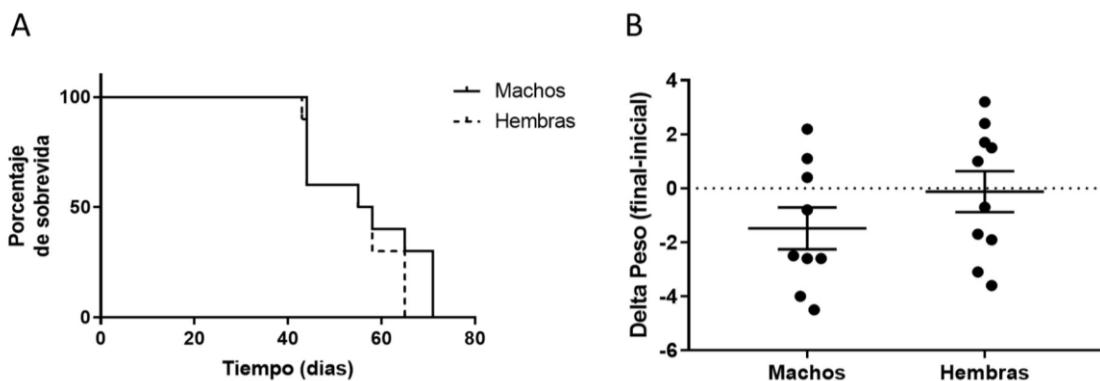 A
Porcentaje
de sobrevida
100
50
0
0
20
40
60
80
Tiempo (dias)
Machos
Hembras
B
Delta Peso (final-inicial)
4
2
0
-2
-4
-6
Machos
Hembras